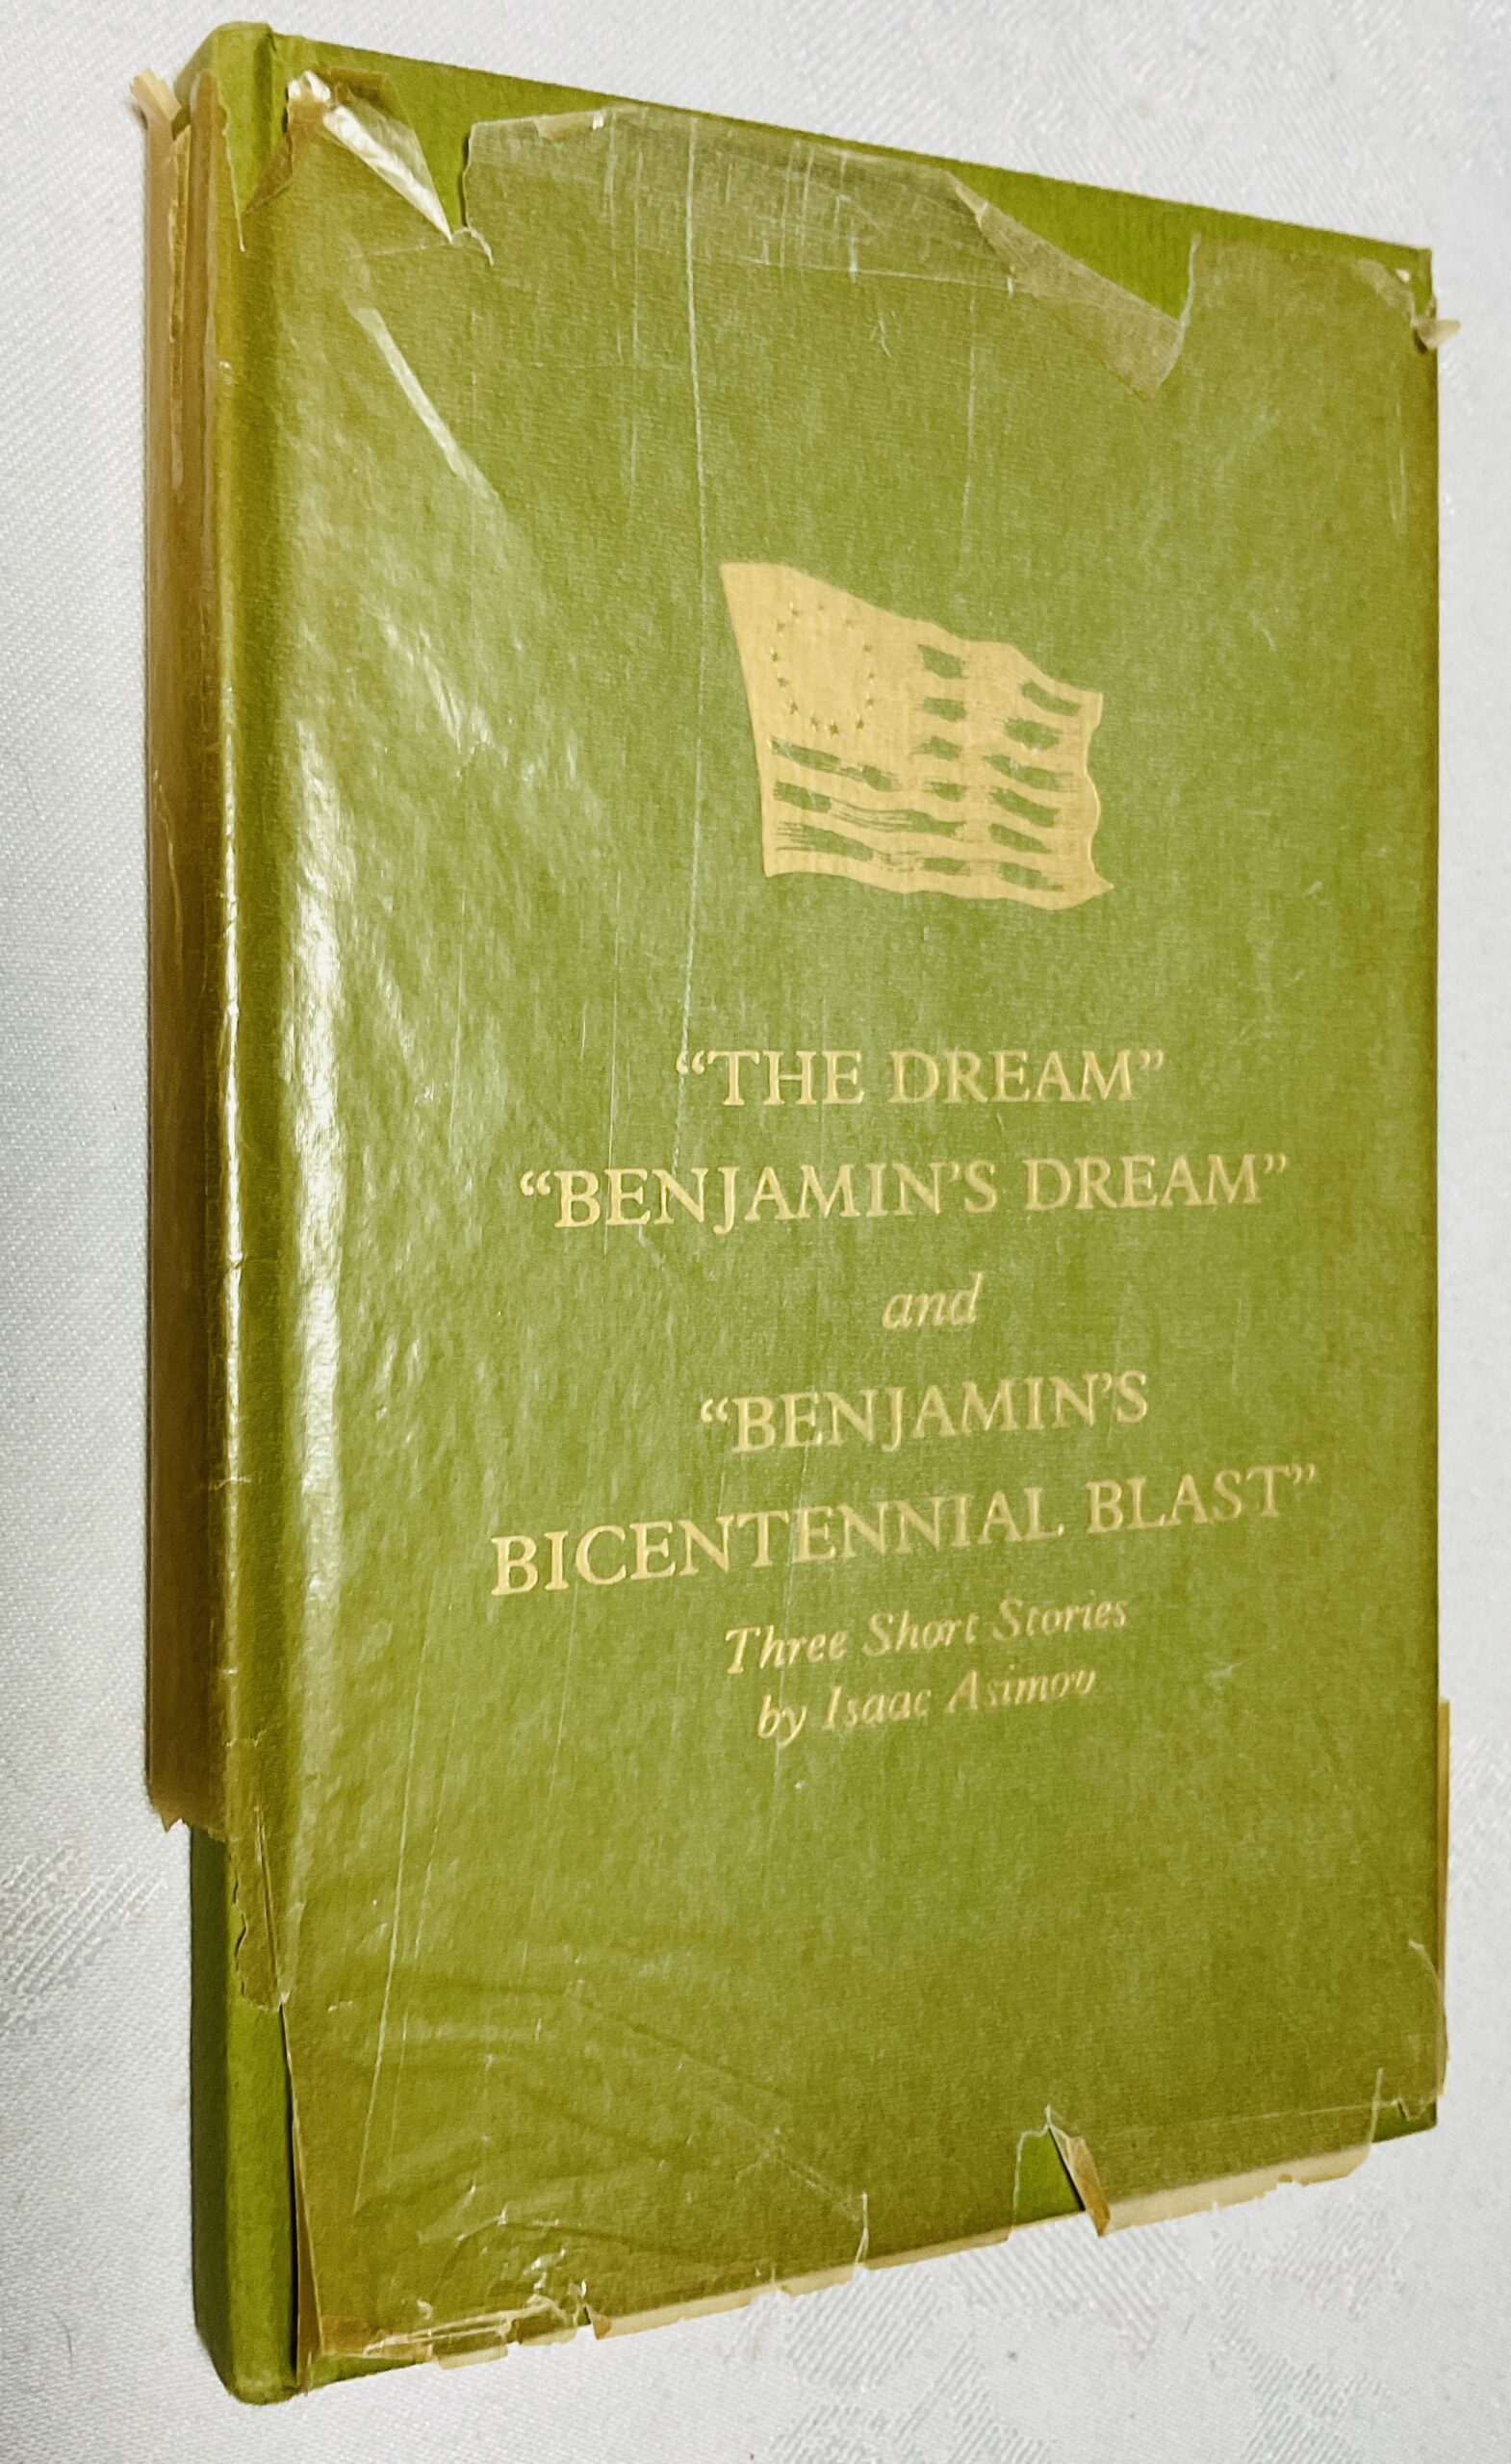 “THE DREAM”
“BENJAMIN’S DREAM”
and
“BENJAMIN’S
BICENTENNIAL BLAST”
Three Short Stories
by Isaac Asimov